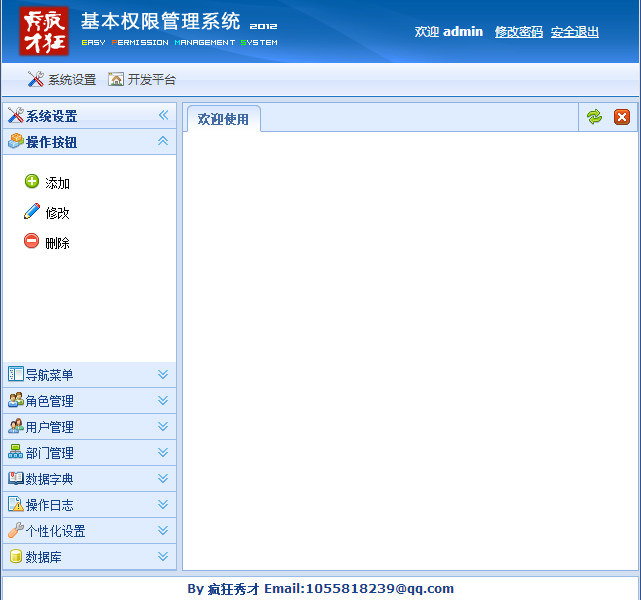 疯狂秀才
基本权限管理系统 2012
EASY PERMISSION MANAGEMENT SYSTEM
欢迎 admin 修改密码 安全退出
系统设置 开发平台
系统设置
操作按钮
添加
修改
删除
导航菜单
角色管理
用户管理
部门管理
数据字典
操作日志
个性化设置
数据库
欢迎使用
By 疯狂秀才 Email:1055818239@qq.com